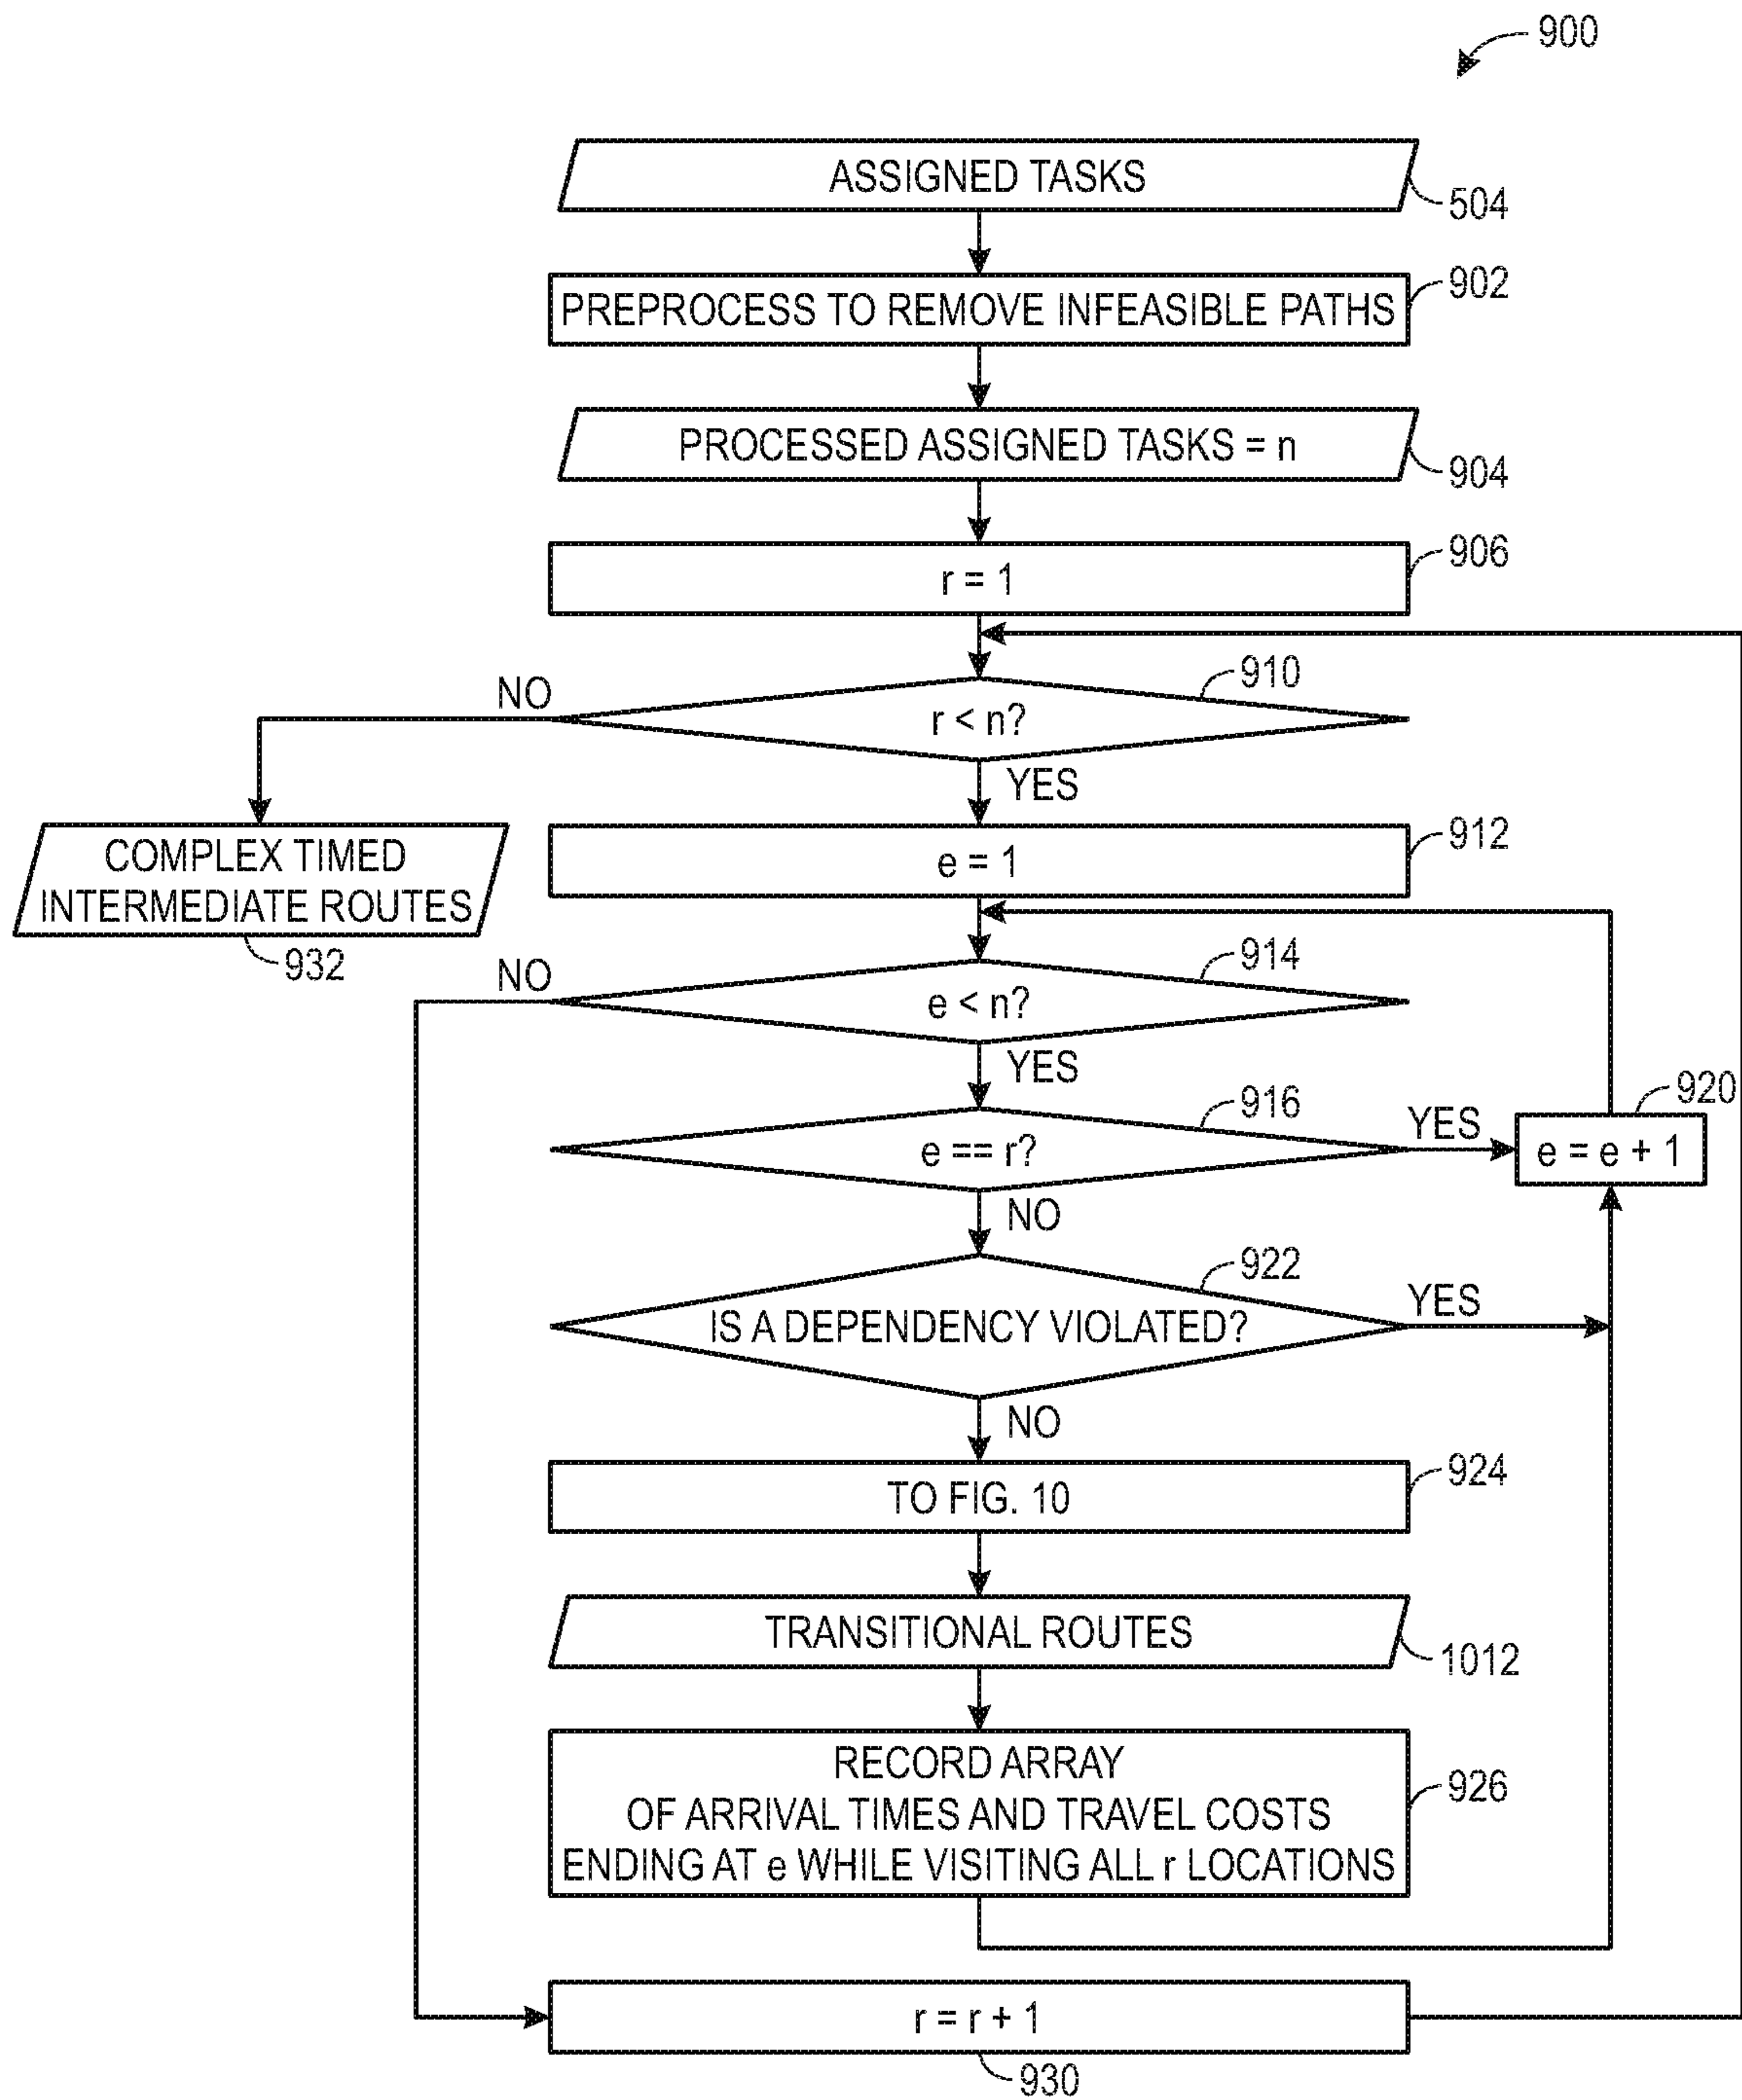 900
ASSIGNED TASKS
504
PREPROCESS TO REMOVE INFEASIBLE PATHS
902
PROCESSED ASSIGNED TASKS = n
904
r = 1
906
910
NO
r < n?
YES
COMPLEX TIMED
INTERMEDIATE ROUTES
932
912
e = 1
914
NO
e < n?
YES
916
e == r?
YES
920
e = e + 1
NO
922
IS A DEPENDENCY VIOLATED?
YES
NO
924
TO FIG. 10
TRANSITIONAL ROUTES
1012
RECORD ARRAY
OF ARRIVAL TIMES AND TRAVEL COSTS
ENDING AT e WHILE VISITING ALL r LOCATIONS
926
r = r + 1
930